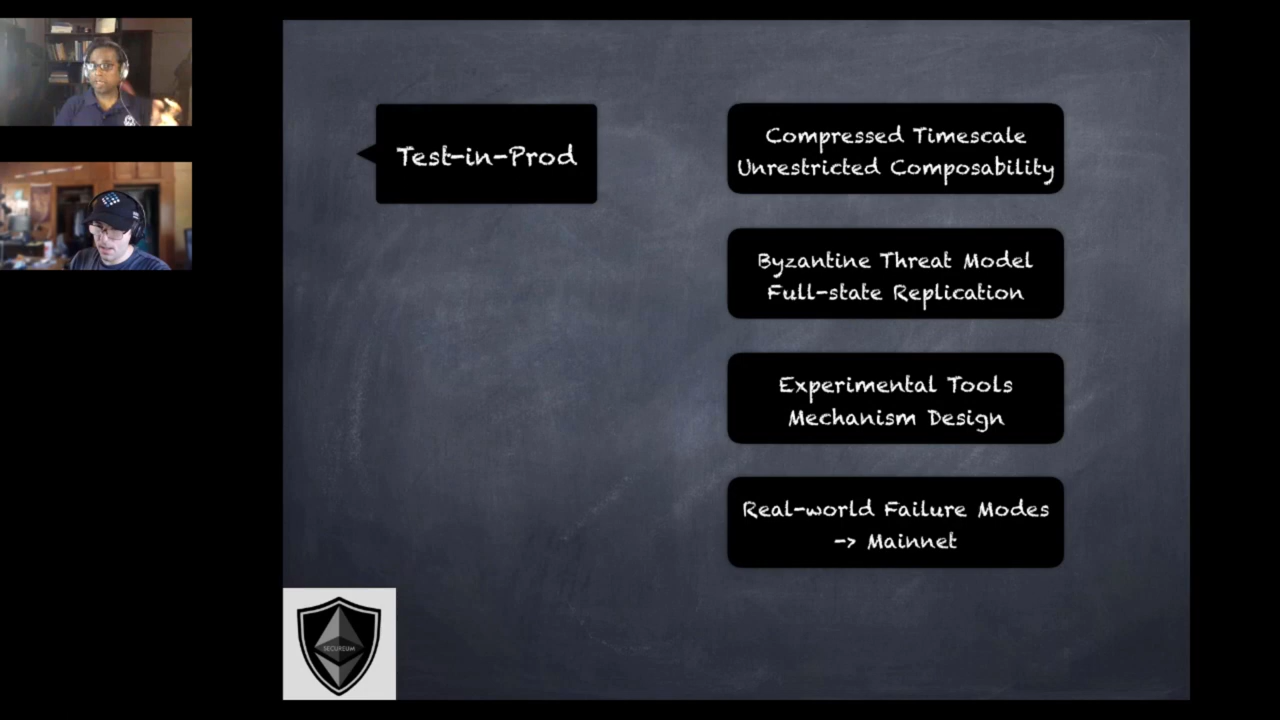 Test-in-Prod
Compressed Timescale
Unrestricted Composability
Byzantine Threat Model
Full-state Replication
Experimental Tools
Mechanism Design
Real-world Failure Modes
-> Mainnet
SECUREUM